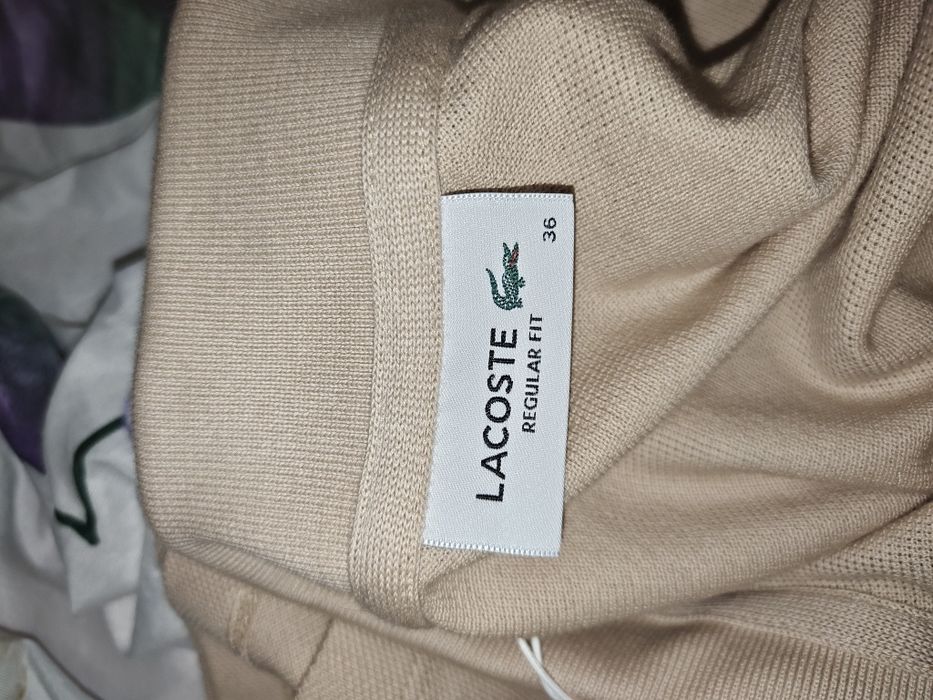 LACOSTE
REGULAR FIT
36